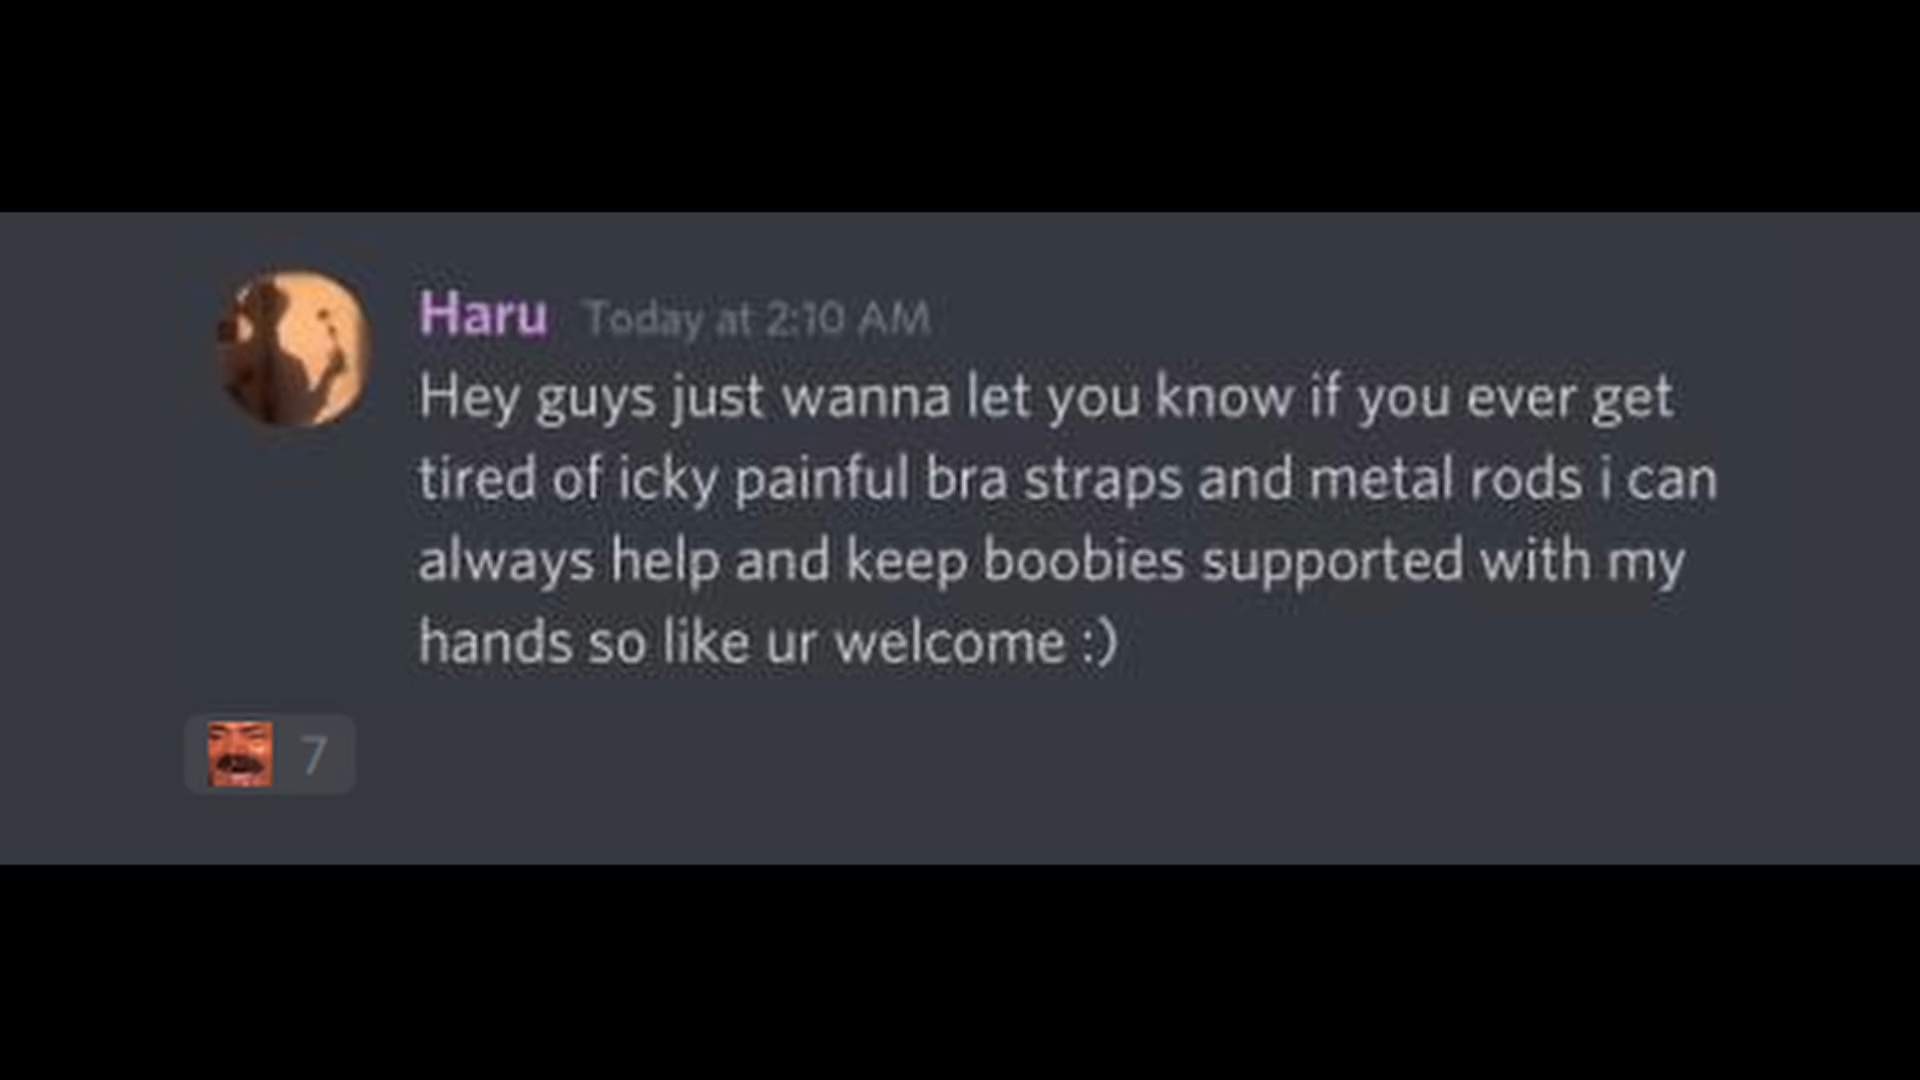 Haru Today at 2:10 AM
Hey guys just wanna let you know if you ever get
tired of icky painful bra straps and metal rods i can
always help and keep boobies supported with my
hands so like ur welcome :)
7